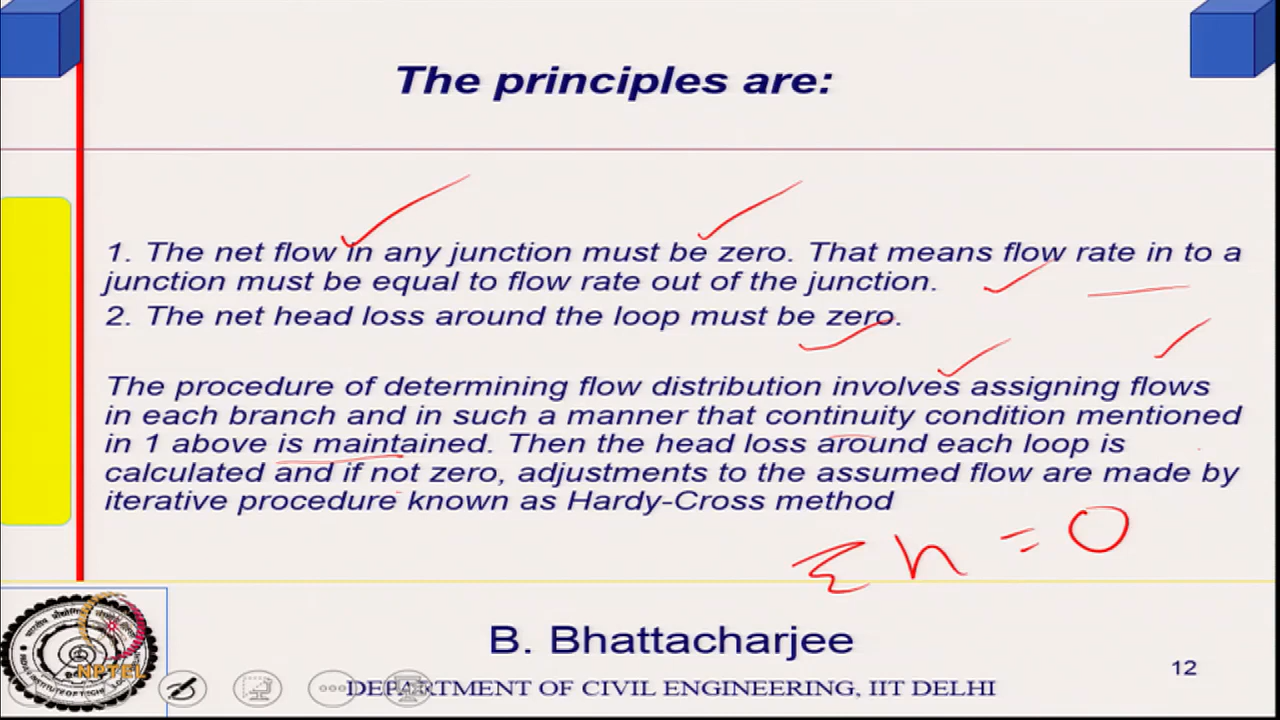 The principles are:
1. The net flow in any junction must be zero. That means flow rate in to a
junction must be equal to flow rate out of the junction.
2. The net head loss around the loop must be zero.
The procedure of determining flow distribution involves assigning flows
in each branch and in such a manner that continuity condition mentioned
in 1 above is maintained. Then the head loss around each loop is
calculated and if not zero, adjustments to the assumed flow are made by
iterative procedure known as Hardy-Cross method
Σh = 0
B. Bhattacharjee
12
NPTEL
DEPARTMENT OF CIVIL ENGINEERING, IIT DELHI